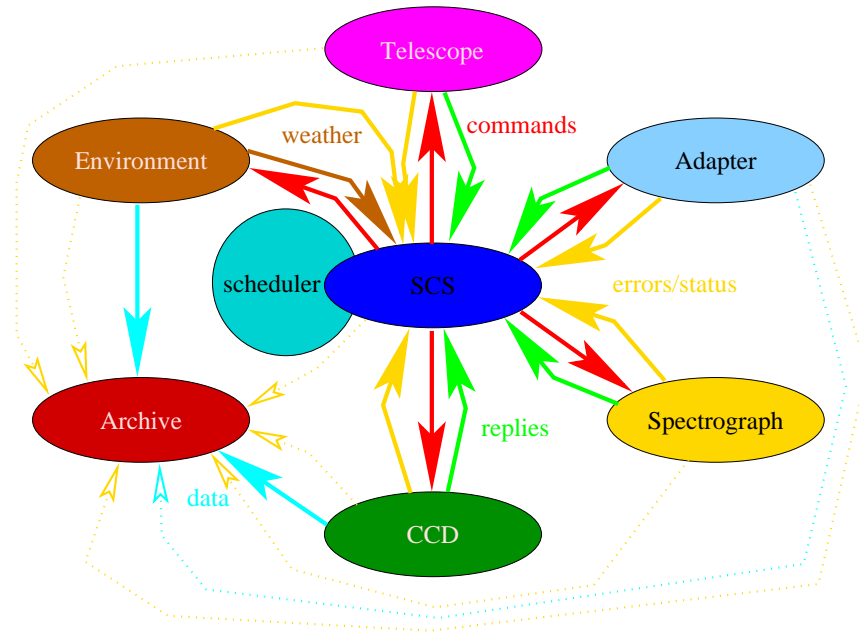 Telescope
commands
weather
Environment
Adapter
scheduler
SCS
errors/status
Archive
replies
Spectrograph
data
CCD